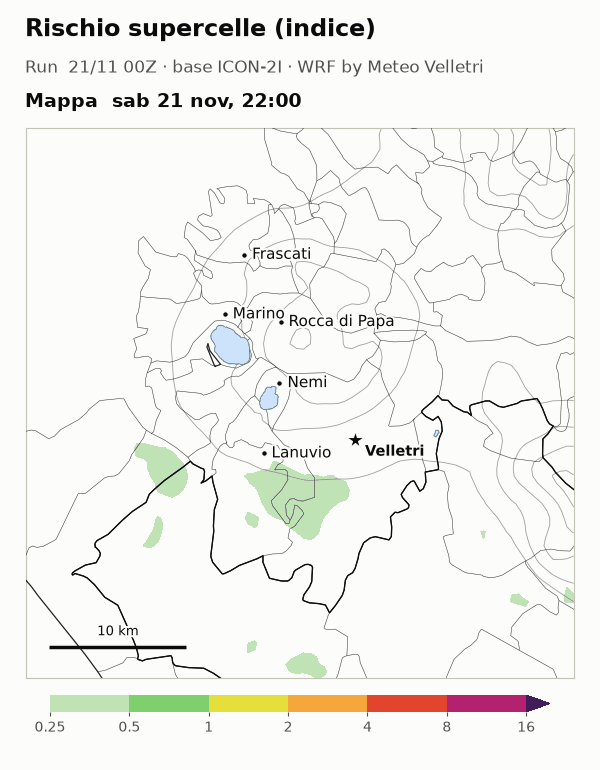 Rischio supercelle (indice)
Run  21/11 00Z · base ICON-2I · WRF by Meteo Velletri
Mappa  sab 21 nov, 22:00
Frascati
Marino
Rocca di Papa
Nemi
Velletri
Lanuvio
10 km
0.25 0.5 1 2 4 8 16